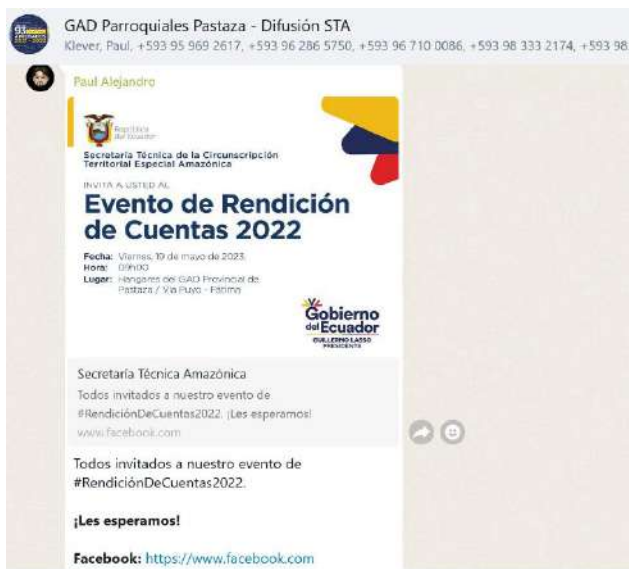 GAD Parroquiales Pastaza - Difusión STA
Klever, Paul, +593 95 969 2617, +593 96 286 5750, +593 96 710 0086, +593 98 333 2174, +593 98
Paul Alejandro
República
del Ecuador
Secretaría Técnica de la Circunscripción
Territorial Especial Amazónica
INVITA A USTED AL
Evento de Rendición
de Cuentas 2022
Fecha: Viernes, 19 de mayo de 2023
Hora: 09h00
Lugar: Hangares del GAD Provincial de
Pastaza / Vía Puyo - Fátima
Gobierno
del Ecuador
GUILLERMO LASSO
PRESIDENTE
Secretaría Técnica Amazónica
Todos invitados a nuestro evento de
#RendiciónDeCuentas2022. ¡Les esperamos!
www.facebook.com
Todos invitados a nuestro evento de
#RendiciónDeCuentas2022.
¡Les esperamos!
Facebook: https://www.facebook.com